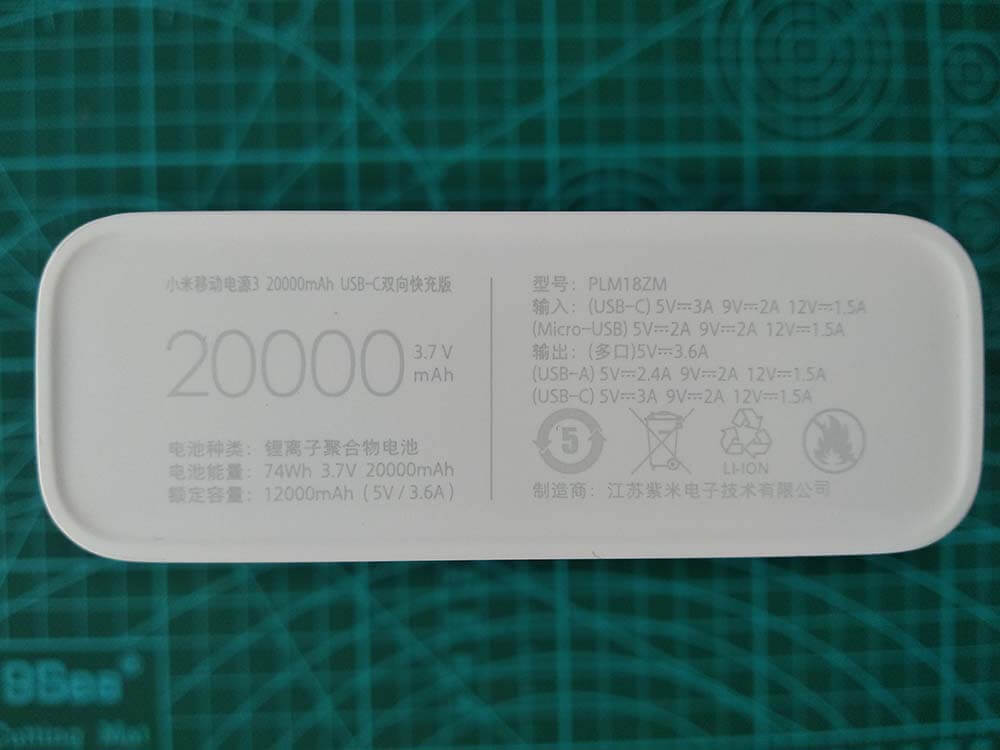 小米移动电源3 20000mAh USB-C双向快充版
20000
3.7 V
mAh
电池种类：锂离子聚合物电池
电池能量：74Wh 3.7V 20000mAh
额定容量：12000mAh（5V / 3.6A）
型号：PLM18ZM
输入：(USB-C) 5V⎓3A 9V⎓2A 12V⎓1.5A
(Micro-USB) 5V⎓2A 9V⎓2A 12V⎓1.5A
输出：(多口)5V⎓3.6A
(USB-A) 5V⎓2.4A 9V⎓2A 12V⎓1.5A
(USB-C) 5V⎓3A 9V⎓2A 12V⎓1.5A
5
LI-ION
制造商：江苏紫米电子技术有限公司
Cutting Mat